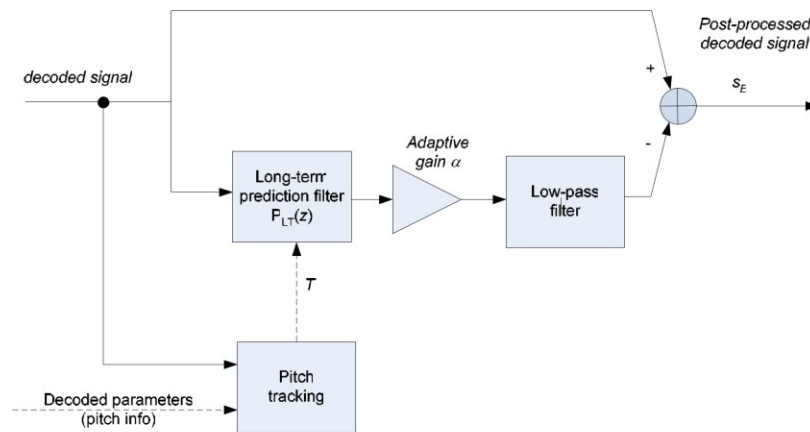 Post-processed
decoded signal
decoded signal
+
s_E
Adaptive
gain α
-
Long-term
prediction filter
P_LT(z)
Low-pass
filter
T
Pitch
tracking
Decoded parameters
(pitch info)